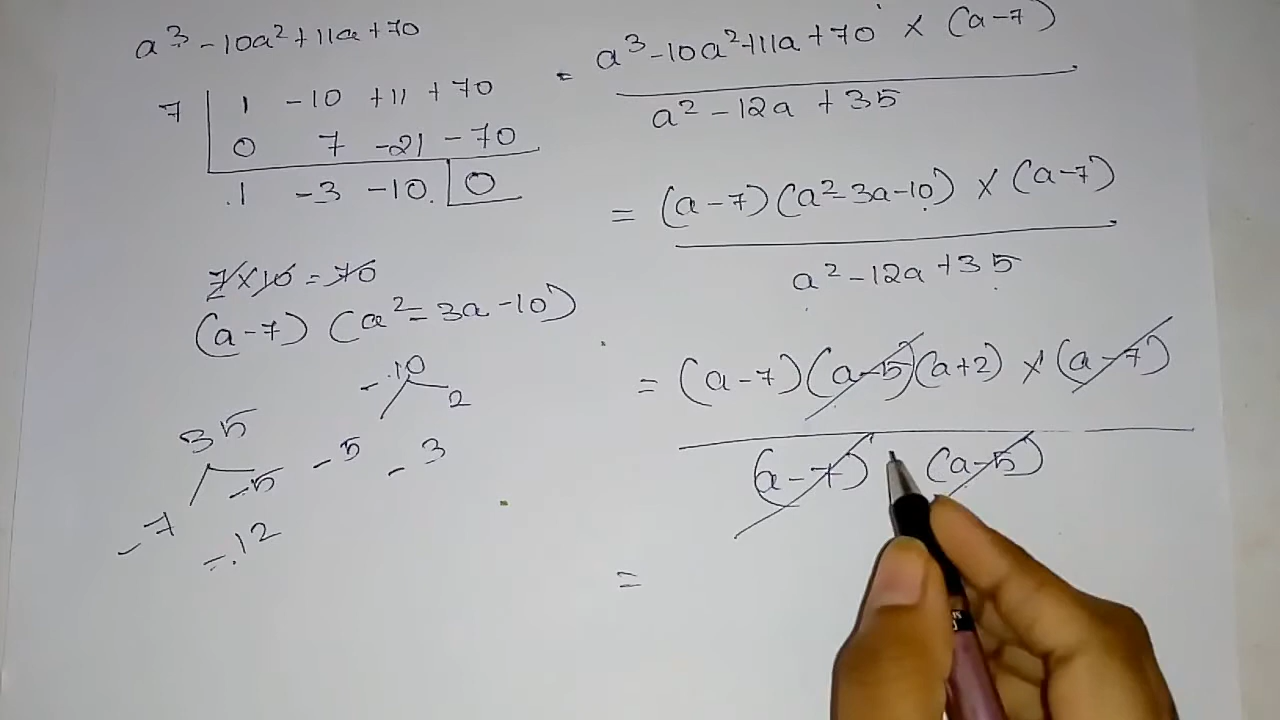 a³ - 10a² + 11a + 70
7 | 1 -10 +11 +70
0 7 -21 -70
1 -3 -10 | 0
7 × 10 = 70
(a-7) (a² - 3a - 10)
-10
2
-5 -3
35
-5
-7
-12
= a³ - 10a² + 11a + 70 × (a-7)
a² - 12a + 35
= (a-7) (a² - 3a - 10) × (a-7)
a² - 12a + 35
= (a-7) (a-5) (a+2) × (a-7)
(a-7) (a-5)
=